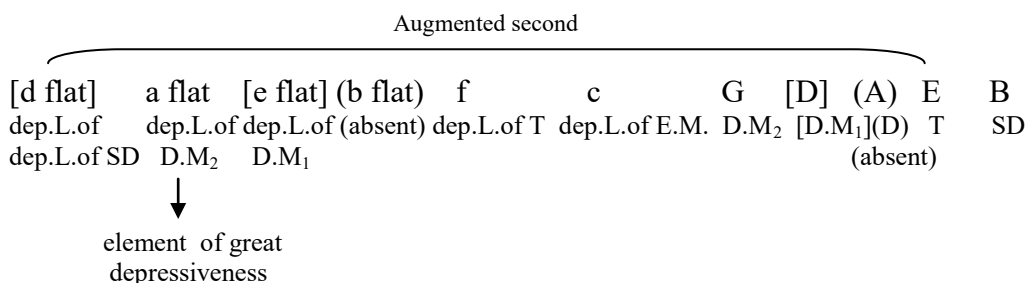 Augmented second
[d flat] a flat [e flat] (b flat) f c G [D] (A) E B
dep.L.of dep.L.of dep.L.of (absent) dep.L.of T dep.L.of E.M. D.M₂ [D.M₁](D) T SD
dep.L.of SD D.M₂ D.M₁ (absent)
element of great
depressiveness